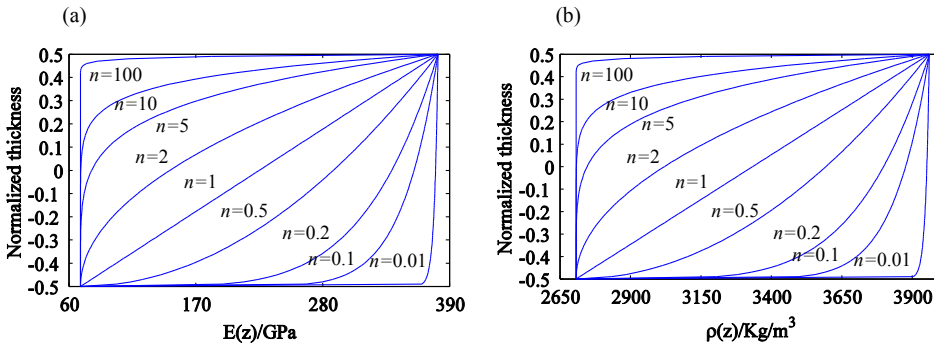 (a)
Normalized thickness
0.5
0.4
0.3
0.2
0.1
0
-0.1
-0.2
-0.3
-0.4
-0.5
n=100
n=10
n=5
n=2
n=1
n=0.5
n=0.2
n=0.1
n=0.01
60 170 280 390
E(z)/GPa
(b)
Normalized thickness
0.5
0.4
0.3
0.2
0.1
0
-0.1
-0.2
-0.3
-0.4
-0.5
n=100
n=10
n=5
n=2
n=1
n=0.5
n=0.2
n=0.1
n=0.01
2650 2900 3150 3400 3650 3900
ρ(z)/Kg/m³